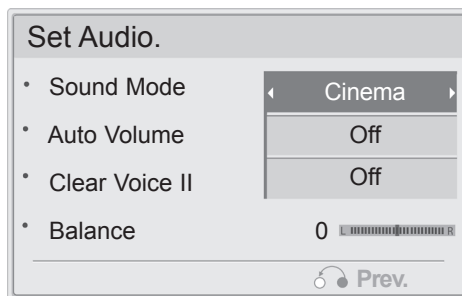 Set Audio.
• Sound Mode Cinema
• Auto Volume Off
• Clear Voice II Off
• Balance 0 L R
Prev.